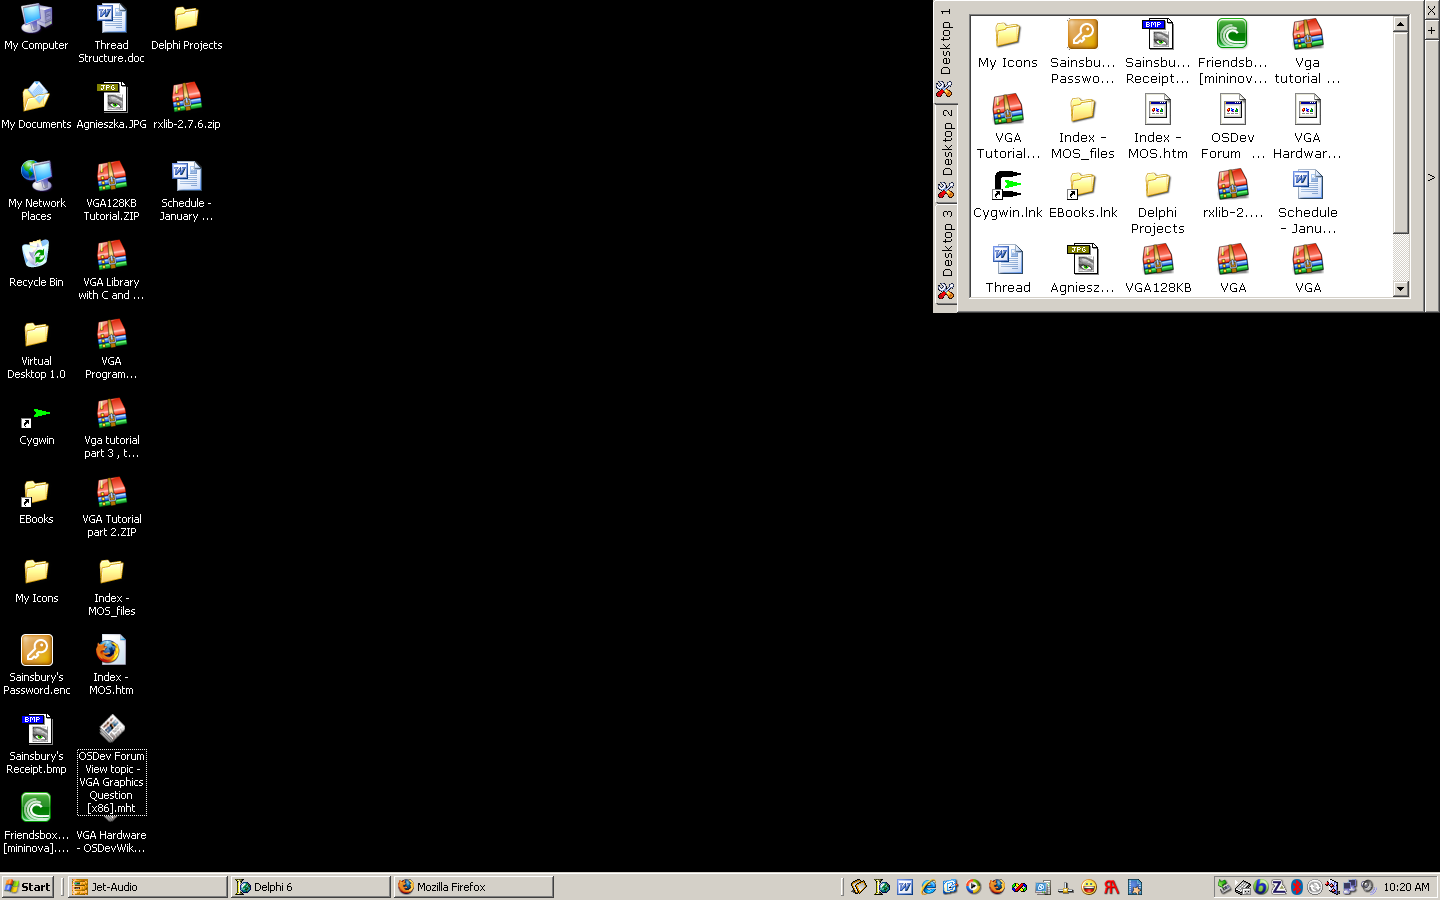 My Computer
Thread
Structure.doc
Delphi Projects
My Documents
JPG
Agnieszka.JPG
rxlib-2.7.6.zip
My Network
Places
VGA128KB
Tutorial.ZIP
Schedule -
January ...
Recycle Bin
VGA Library
with C and ...
Virtual
Desktop 1.0
VGA
Program...
Cygwin
Vga tutorial
part 3 , t...
EBooks
VGA Tutorial
part 2.ZIP
My Icons
Index -
MOS_files
Sainsbury's
Password.enc
Index -
MOS.htm
BMP
Sainsbury's
Receipt.bmp
OSDev Forum
View topic -
VGA Graphics
Question
[x86].mht
Friendsbox...
[mininova]....
VGA Hardware
- OSDevWik...
Desktop 1
Desktop 2
Desktop 3
My Icons
Sainsbu...
Passwo...
BMP
Sainsbu...
Receipt...
Friendsb...
[mininov...
Vga
tutorial ...
VGA
Tutorial...
Index -
MOS_files
Index -
MOS.htm
OSDev
Forum ...
VGA
Hardwar...
Cygwin.lnk
EBooks.lnk
Delphi
Projects
rxlib-2....
Schedule
- Janu...
Thread
JPG
Agniesz...
VGA128KB
VGA
VGA
X
+
>
Start
Jet-Audio
Delphi 6
Mozilla Firefox
10:20 AM